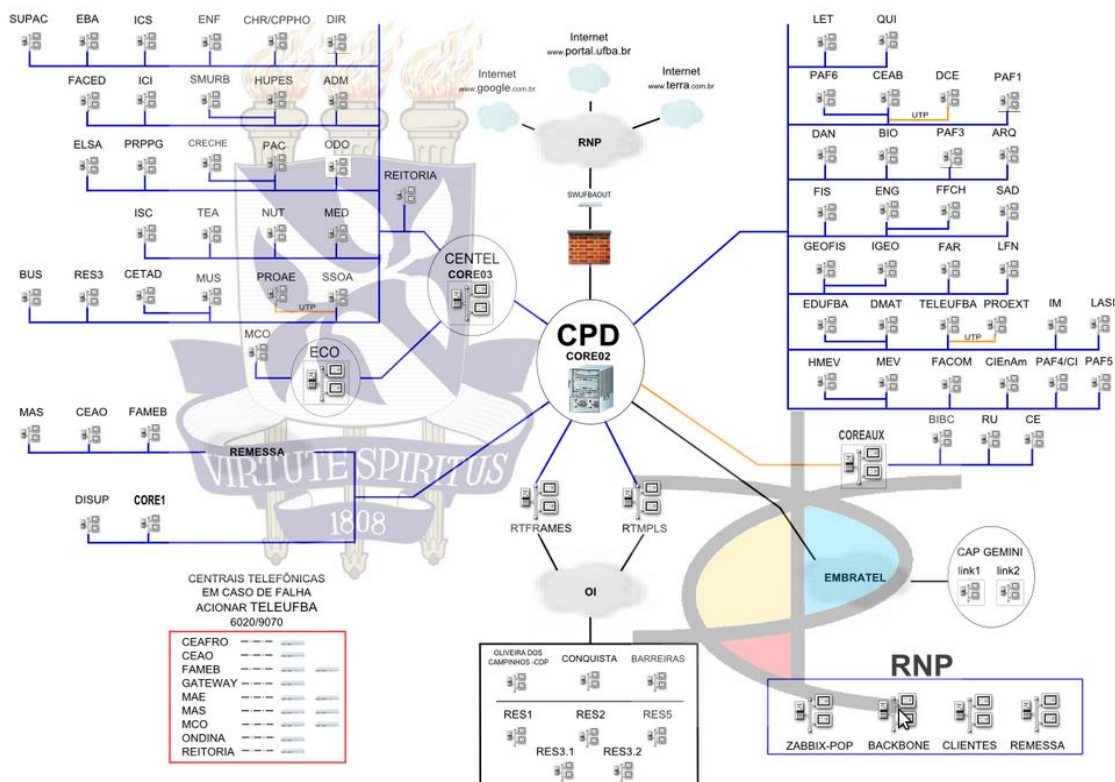 SUPAC EBA ICS ENF CHR/CPPHO DIR
FACED ICI SMURB HUPES ADM
ELSA PRPPG CRECHE PAC ODO
REITORIA
ISC TEA NUT MED
BUS RES3 CETAD MUS PROAE SSOA
UTP
CENTEL
CORE03
MCO
ECO
MAS CEAO FAMEB
REMESSA
DISUP CORE1
VIRTUTE SPIRITUS
1808
CENTRAIS TELEFÔNICAS
EM CASO DE FALHA
ACIONAR TELEUFBA
6020/9070
CEAFRO
CEAO
FAMEB
GATEWAY
MAE
MAS
MCO
ONDINA
REITORIA
Internet
www.portal.ufba.br
Internet
www.google.com.br
Internet
www.terra.com.br
RNP
SWUFBAOUT
CPD
CORE02
RTFRAMES RTMPLS
OI
OLIVEIRA DOS
CAMPINHOS -CDP
CONQUISTA BARREIRAS
RES1 RES2 RES5
RES3.1 RES3.2
LET QUI
PAF6 CEAB DCE PAF1
UTP
DAN BIO PAF3 ARQ
FIS ENG FFCH SAD
GEOFIS IGEO FAR LFN
EDUFBA DMAT TELEUFBA PROEXT IM LASI
UTP
HMEV MEV FACOM CIEnAm PAF4/CI PAF5
COREAUX
BIBC RU CE
EMBRATEL
CAP GEMINI
link1 link2
RNP
ZABBIX-POP BACKBONE CLIENTES REMESSA